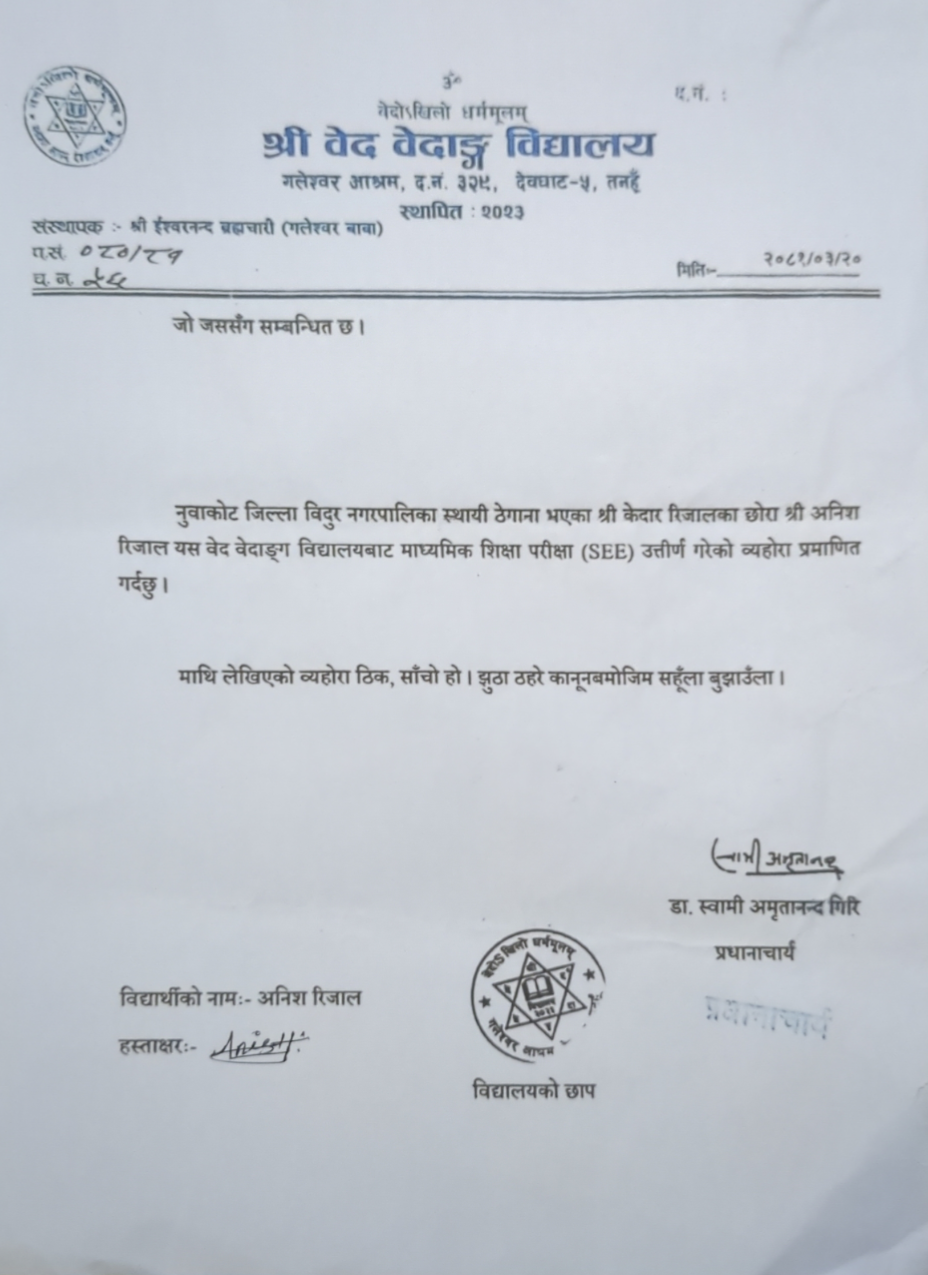 ॐ
प.नं. :
वेदोऽखिलो धर्ममूलम्
श्री वेद वेदाङ्ग विद्यालय
गलेश्वर आश्रम, द.नं. ३२९, देवघाट-५, तनहुँ
स्थापित : २०२३
संस्थापक :- श्री ईश्वरनन्द ब्रह्मचारी (गलेश्वर बाबा)
प.सं. ०८०/८१
च.न. ५६
मितिः- २०८१/०३/२०
जो जससँग सम्बन्धित छ ।
नुवाकोट जिल्ला विदुर नगरपालिका स्थायी ठेगाना भएका श्री केदार रिजालका छोरा श्री अनिश
रिजाल यस वेद वेदाङ्ग विद्यालयबाट माध्यमिक शिक्षा परीक्षा (SEE) उत्तीर्ण गरेको व्यहोरा प्रमाणित
गर्दछु ।
माथि लेखिएको व्यहोरा ठिक, साँचो हो । झुठा ठहरे कानूनबमोजिम सहूँला बुझाउँला ।
स्वामी अमृतानन्द
डा. स्वामी अमृतानन्द गिरि
प्रधानाचार्य
प्रधानाचार्य
वेदोऽखिलो धर्ममूलम्
गलेश्वर आश्रम
विद्यार्थीको नामः- अनिश रिजाल
हस्ताक्षरः- Anish
विद्यालयको छाप